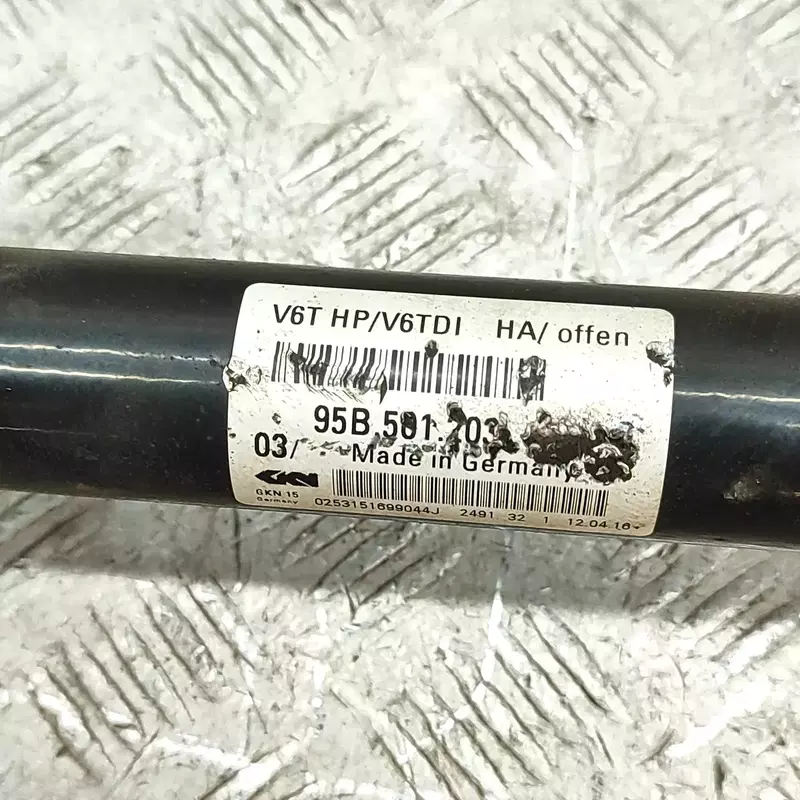 V6T HP/V6TDI HA/ offen
95B.501.203
03/ Made in Germany
GKN
GKN 15
Germany
0253151699044J 2491 32 1 12.04.16*